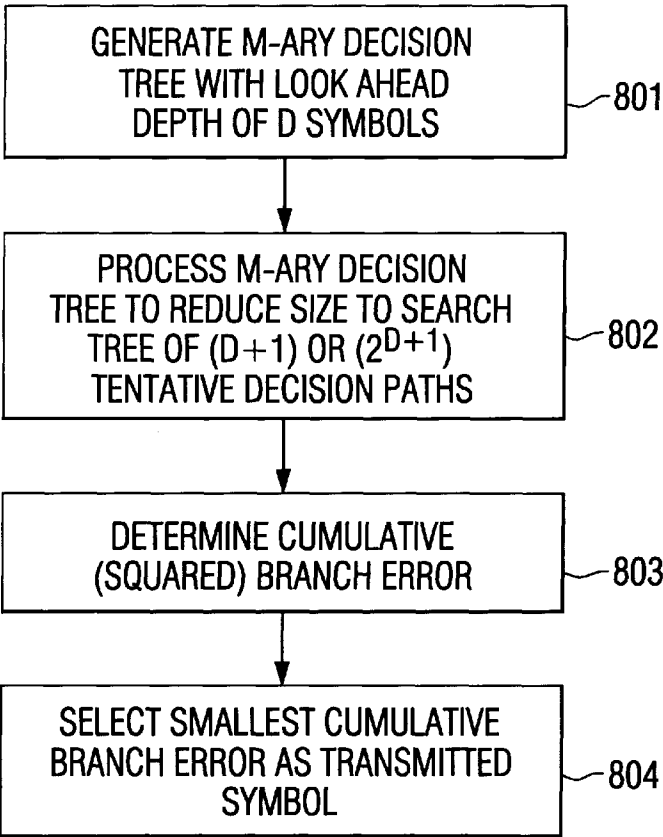 GENERATE M-ARY DECISION
TREE WITH LOOK AHEAD
DEPTH OF D SYMBOLS
801
PROCESS M-ARY DECISION
TREE TO REDUCE SIZE TO SEARCH
TREE OF (D+1) OR (2^{D+1})
TENTATIVE DECISION PATHS
802
DETERMINE CUMULATIVE
(SQUARED) BRANCH ERROR
803
SELECT SMALLEST CUMULATIVE
BRANCH ERROR AS TRANSMITTED
SYMBOL
804